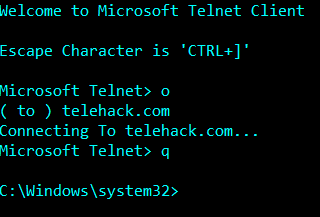 Welcome to Microsoft Telnet Client
Escape Character is 'CTRL+]'
Microsoft Telnet> o
( to ) telehack.com
Connecting To telehack.com...
Microsoft Telnet> q
C:\Windows\system32>